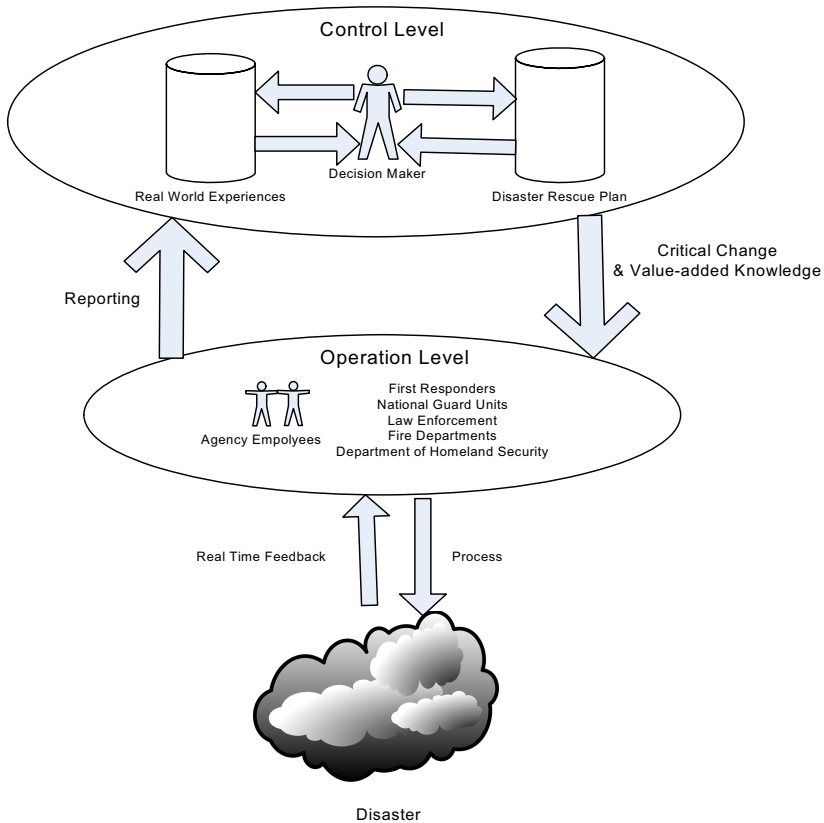 Control Level
Decision Maker
Real World Experiences
Disaster Rescue Plan
Critical Change
& Value-added Knowledge
Reporting
Operation Level
First Responders
National Guard Units
Law Enforcement
Fire Departments
Department of Homeland Security
Agency Empolyees
Real Time Feedback
Process
Disaster